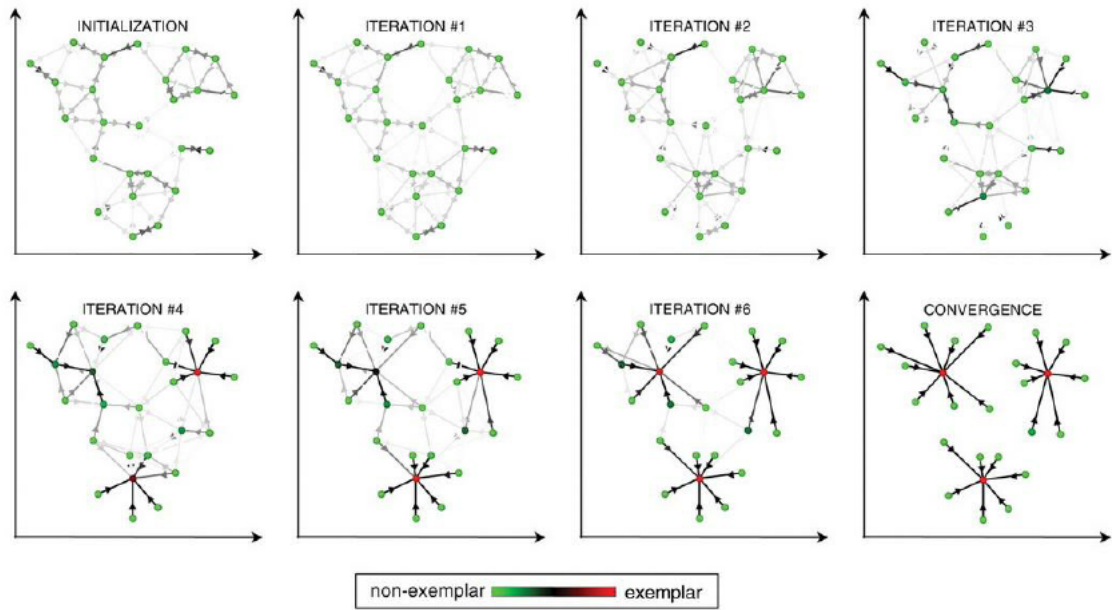 INITIALIZATION
ITERATION #1
ITERATION #2
ITERATION #3
ITERATION #4
ITERATION #5
ITERATION #6
CONVERGENCE
non-exemplar
exemplar